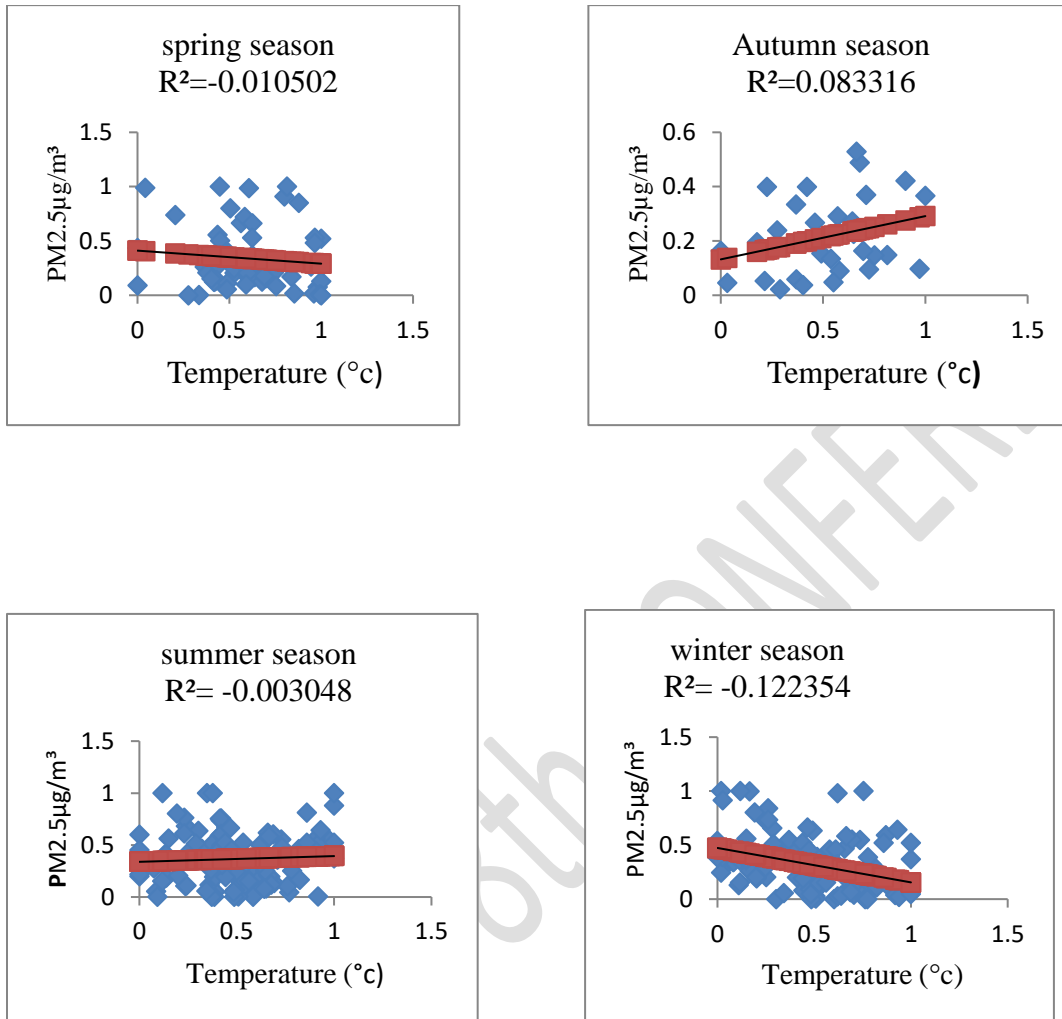 spring season
R²=-0.010502
PM2.5µg/m³
1.5
1
0.5
0
0
0.5
1
1.5
Temperature (°c)
Autumn season
R²=0.083316
PM2.5µg/m³
0.6
0.4
0.2
0
0
0.5
1
1.5
Temperature (°c)
summer season
R²= -0.003048
PM2.5µg/m³
1.5
1
0.5
0
0
0.5
1
1.5
Temperature (°c)
winter season
R²= -0.122354
PM2.5µg/m³
1.5
1
0.5
0
0
0.5
1
1.5
Temperature (°c)